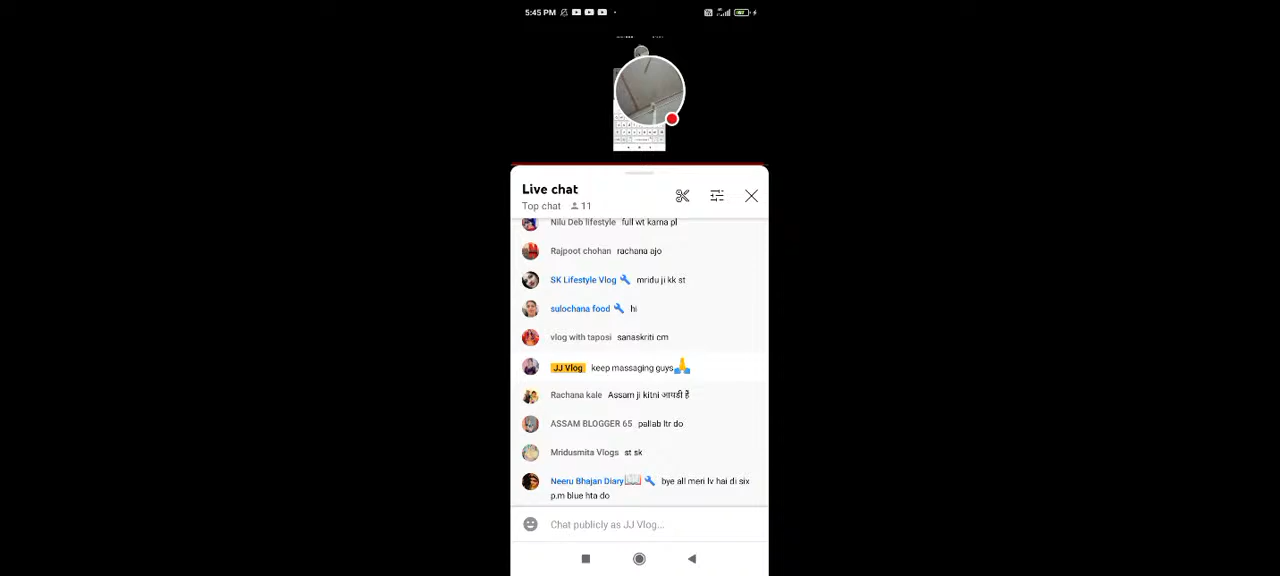 5:45 PM
Live chat
Top chat 11
Nilu Deb lifestyle full wt karna pl
Rajpoot chohan rachana ajo
SK Lifestyle Vlog mridu ji kk st
sulochana food hi
vlog with taposi sanaskriti cm
JJ Vlog keep massaging guys🙏
Rachana kale Assam ji kitni आयडी हैं
ASSAM BLOGGER 65 pallab ltr do
Mridusmita Vlogs st sk
Neeru Bhajan Diary📖 bye all meri lv hai di six
p.m blue hta do
Chat publicly as JJ Vlog...